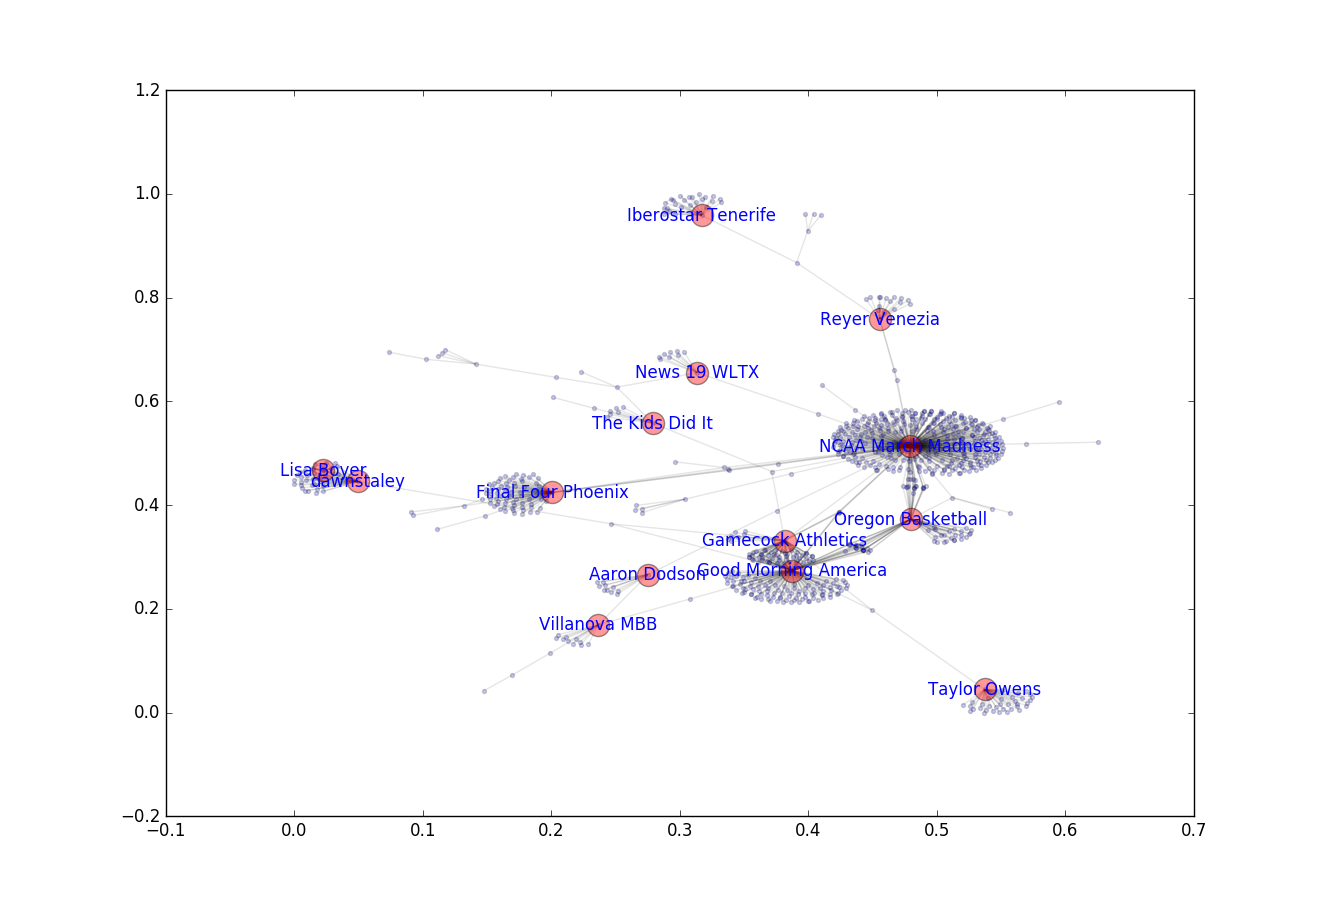 1.2
1.0
Iberostar Tenerife
0.8
Reyer Venezia
News 19 WLTX
0.6
The Kids Did It
NCAA March Madness
Lisa Boyer
dawnstaley
0.4
Final Four Phoenix
Oregon Basketball
Gamecock Athletics
Good Morning America
Aaron Dodson
0.2
Villanova MBB
Taylor Owens
0.0
−0.2
−0.1 0.0 0.1 0.2 0.3 0.4 0.5 0.6 0.7